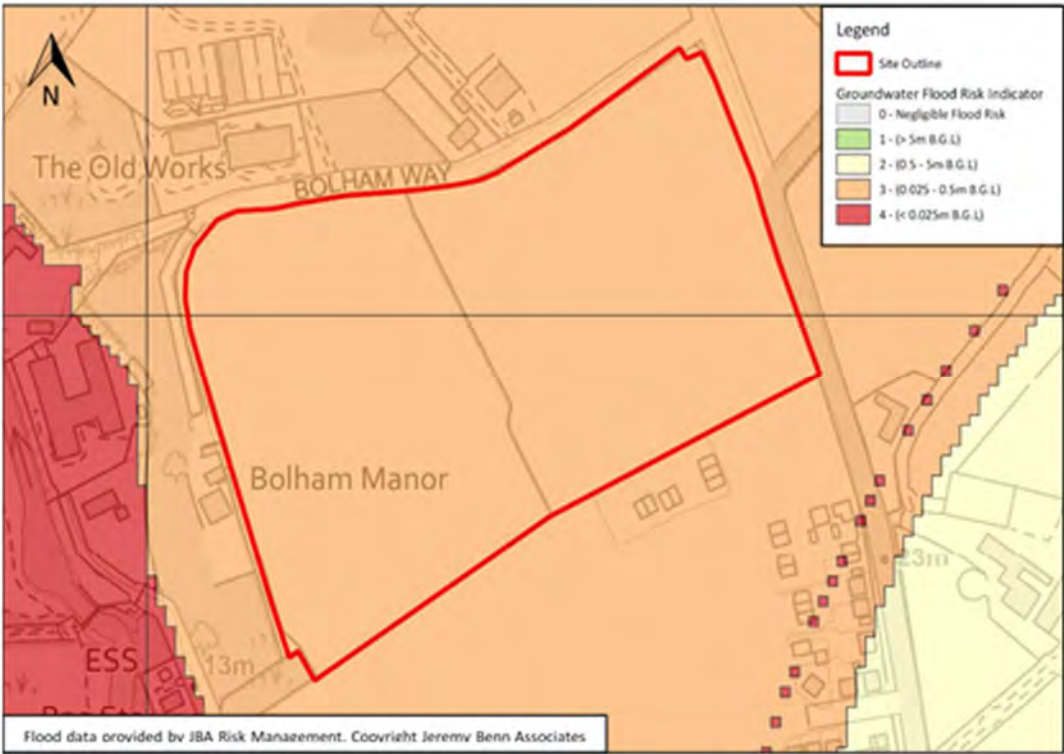 N
The Old Works
BOLHAM WAY
Bolham Manor
ESS
13m
23m
Legend
Site Outline
Groundwater Flood Risk Indicator
0 - Negligible Flood Risk
1 - (> 5m B.G.L)
2 - (0.5 - 5m B.G.L)
3 - (0.025 - 0.5m B.G.L)
4 - (< 0.025m B.G.L)
Flood data provided by JBA Risk Management. Copyright Jeremy Benn Associates